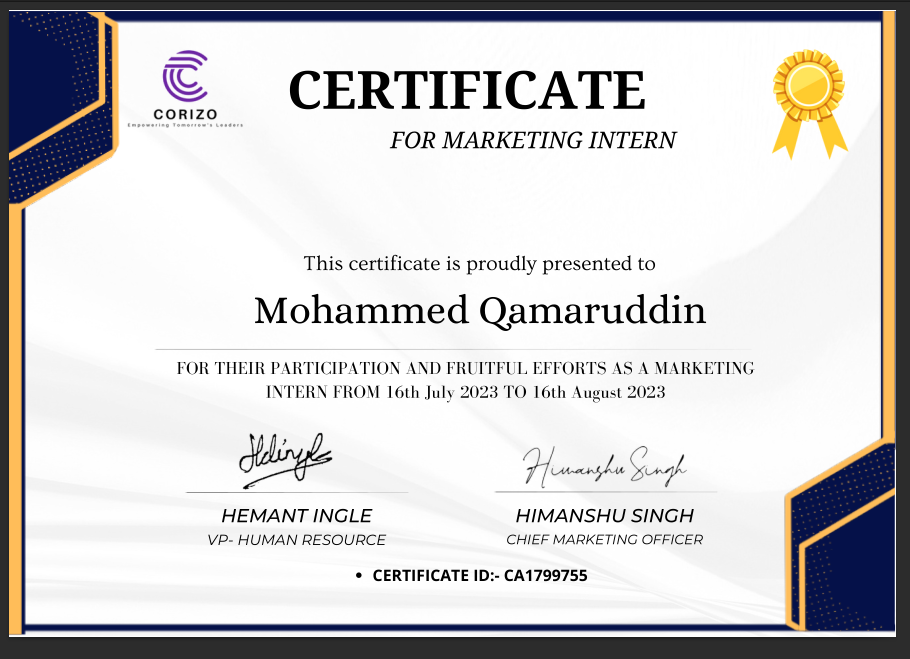 CORIZO
Empowering Tomorrow's Leaders
CERTIFICATE
FOR MARKETING INTERN
This certificate is proudly presented to
Mohammed Qamaruddin
FOR THEIR PARTICIPATION AND FRUITFUL EFFORTS AS A MARKETING
INTERN FROM 16th July 2023 TO 16th August 2023
Himanshu Singh
HEMANT INGLE
VP- HUMAN RESOURCE
HIMANSHU SINGH
CHIEF MARKETING OFFICER
• CERTIFICATE ID:- CA1799755